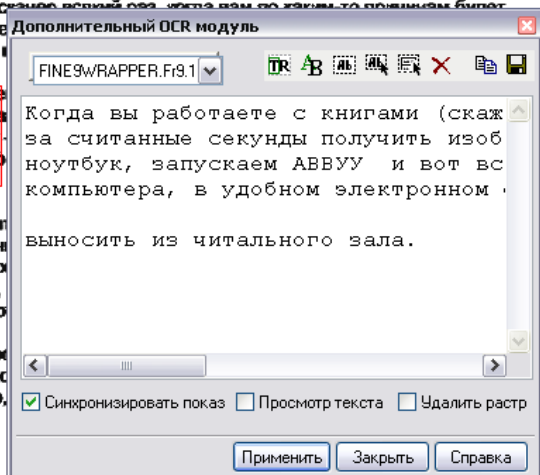 Дополнительный OCR модуль
FINE9WRAPPER.Fr9.1
Когда вы работаете с книгами (скаж
за считанные секунды получить изоб
ноутбук, запускаем ABBYY и вот вс
компьютера, в удобном электронном
выносить из читального зала.
Синхронизировать показ Просмотр текста Удалить растр
Применить Закрыть Справка